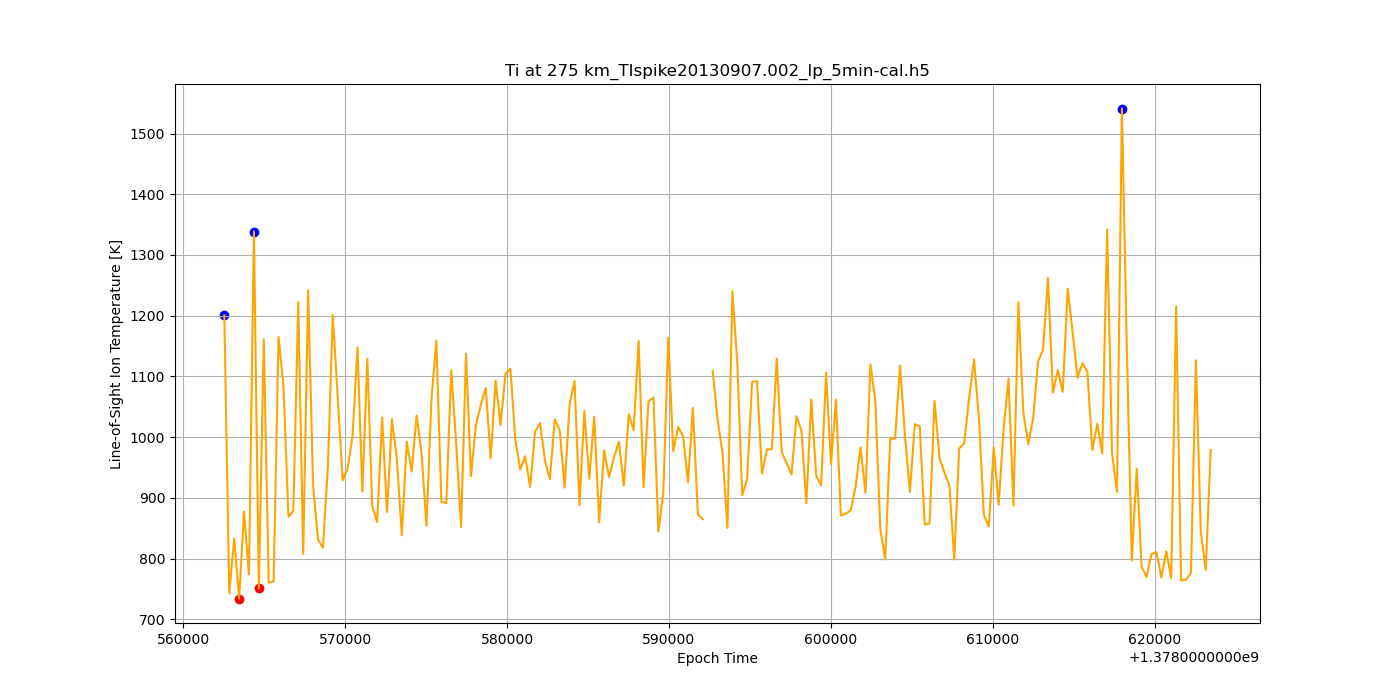 Ti at 275 km_TIspike20130907.002_lp_5min-cal.h5
Line-of-Sight Ion Temperature [K]
1500
1400
1300
1200
1100
1000
900
800
700
560000 570000 580000 590000 600000 610000 620000
Epoch Time
+1.3780000000e9